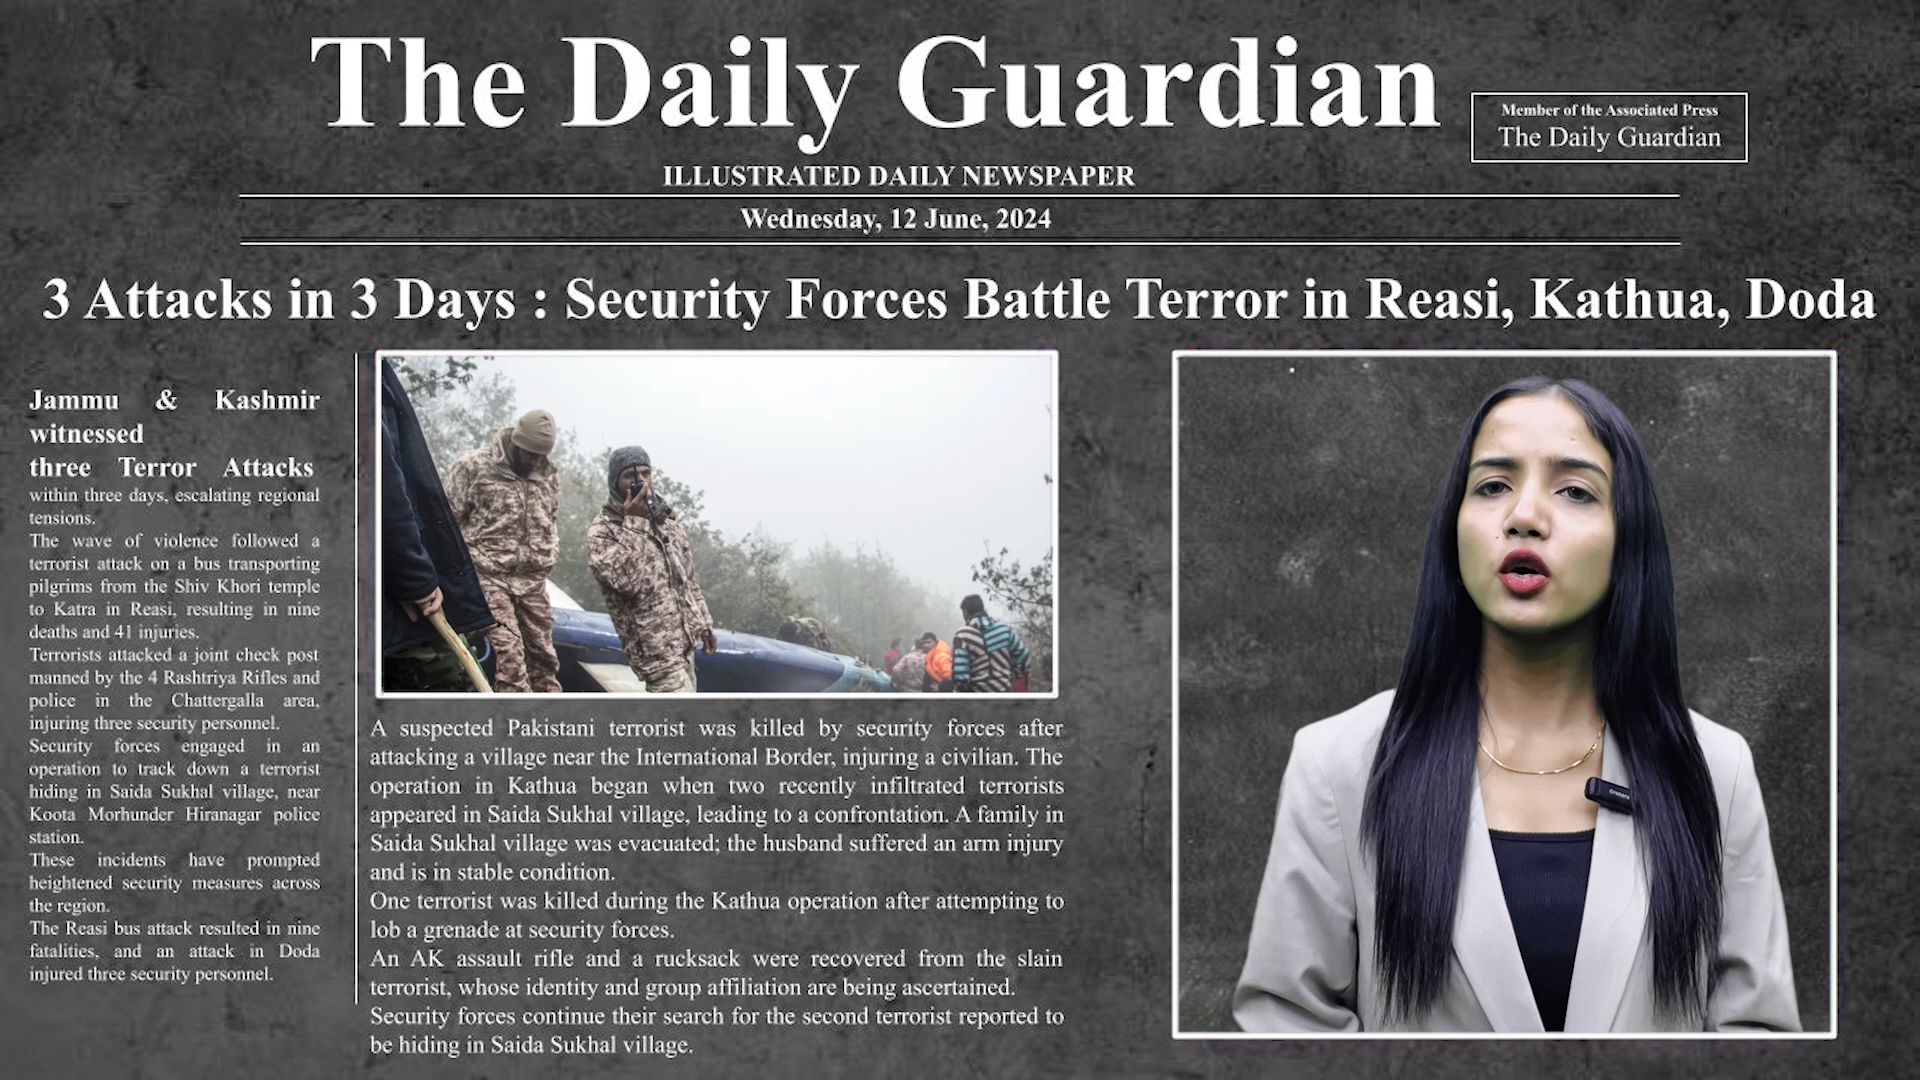 The Daily Guardian
Member of the Associated Press
The Daily Guardian
ILLUSTRATED DAILY NEWSPAPER
Wednesday, 12 June, 2024
3 Attacks in 3 Days : Security Forces Battle Terror in Reasi, Kathua, Doda
Jammu & Kashmir
witnessed
three Terror Attacks
within three days, escalating regional
tensions.
The wave of violence followed a
terrorist attack on a bus transporting
pilgrims from the Shiv Khori temple
to Katra in Reasi, resulting in nine
deaths and 41 injuries.
Terrorists attacked a joint check post
manned by the 4 Rashtriya Rifles and
police in the Chattergalla area,
injuring three security personnel.
Security forces engaged in an
operation to track down a terrorist
hiding in Saida Sukhal village, near
Koota Morhunder Hiranagar police
station.
These incidents have prompted
heightened security measures across
the region.
The Reasi bus attack resulted in nine
fatalities, and an attack in Doda
injured three security personnel.
A suspected Pakistani terrorist was killed by security forces after
attacking a village near the International Border, injuring a civilian. The
operation in Kathua began when two recently infiltrated terrorists
appeared in Saida Sukhal village, leading to a confrontation. A family in
Saida Sukhal village was evacuated; the husband suffered an arm injury
and is in stable condition.
One terrorist was killed during the Kathua operation after attempting to
lob a grenade at security forces.
An AK assault rifle and a rucksack were recovered from the slain
terrorist, whose identity and group affiliation are being ascertained.
Security forces continue their search for the second terrorist reported to
be hiding in Saida Sukhal village.